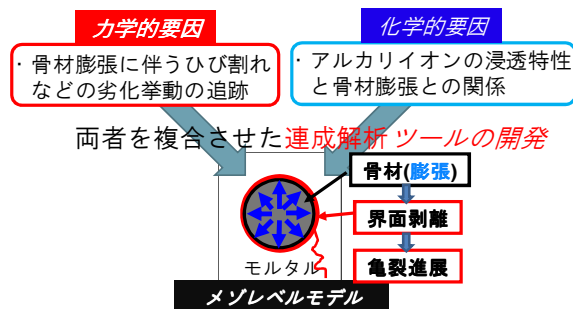 力学的要因
・骨材膨張に伴うひび割れ
などの劣化挙動の追跡
化学的要因
・アルカリイオンの浸透特性
と骨材膨張との関係
両者を複合させた連成解析ツールの開発
骨材(膨張)
界面剥離
亀裂進展
モルタル
メゾレベルモデル